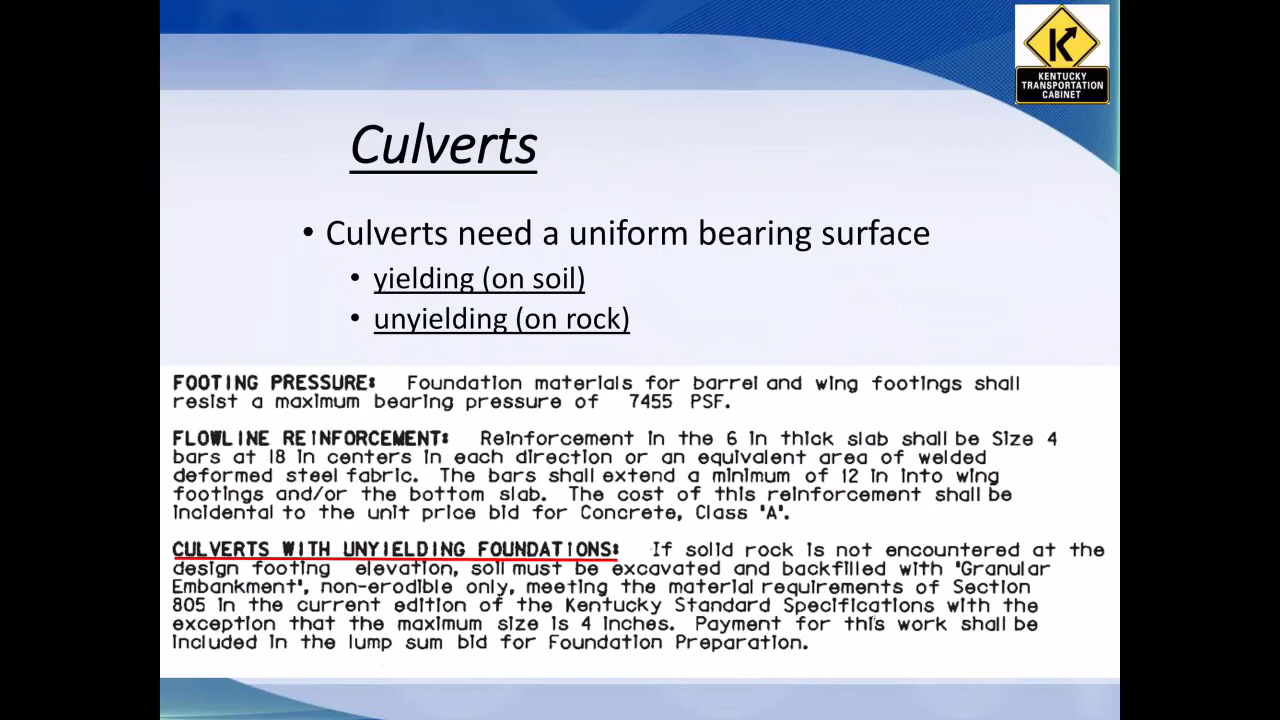 KENTUCKY
TRANSPORTATION
CABINET
Culverts
• Culverts need a uniform bearing surface
• yielding (on soil)
• unyielding (on rock)
FOOTING PRESSURE: Foundation materials for barrel and wing footings shall
resist a maximum bearing pressure of 7455 PSF.
FLOWLINE REINFORCEMENT: Reinforcement in the 6 in thick slab shall be Size 4
bars at 18 in centers in each direction or an equivalent area of welded
deformed steel fabric. The bars shall extend a minimum of 12 in into wing
footings and/or the bottom slab. The cost of this reinforcement shall be
incidental to the unit price bid for Concrete, Class 'A'.
CULVERTS WITH UNYIELDING FOUNDATIONS: If solid rock is not encountered at the
design footing elevation, soil must be excavated and backfilled with 'Granular
Embankment', non-erodible only, meeting the material requirements of Section
805 in the current edition of the Kentucky Standard Specifications with the
exception that the maximum size is 4 inches. Payment for this work shall be
included in the lump sum bid for Foundation Preparation.